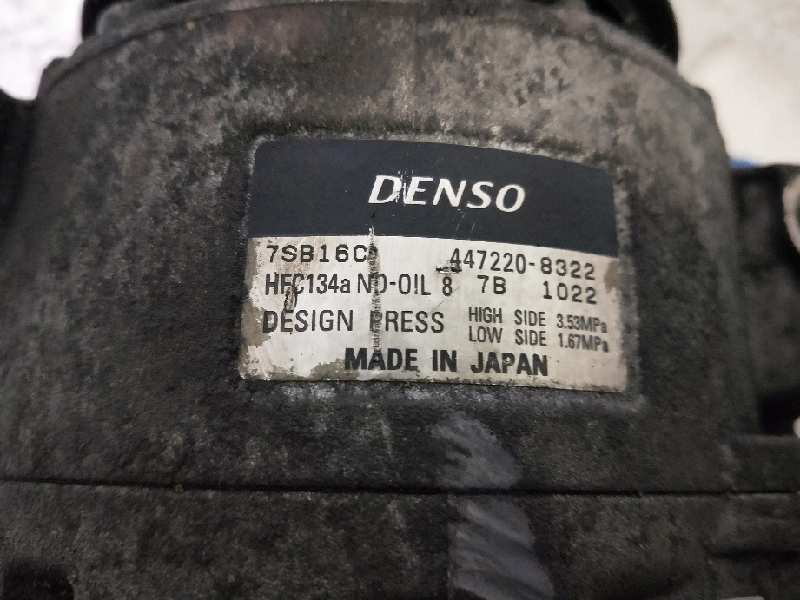 DENSO
7SB16C 447220-8322
HFC134a ND-OIL 8 7B 1022
DESIGN PRESS HIGH SIDE 3.53MPa
LOW SIDE 1.67MPa
MADE IN JAPAN